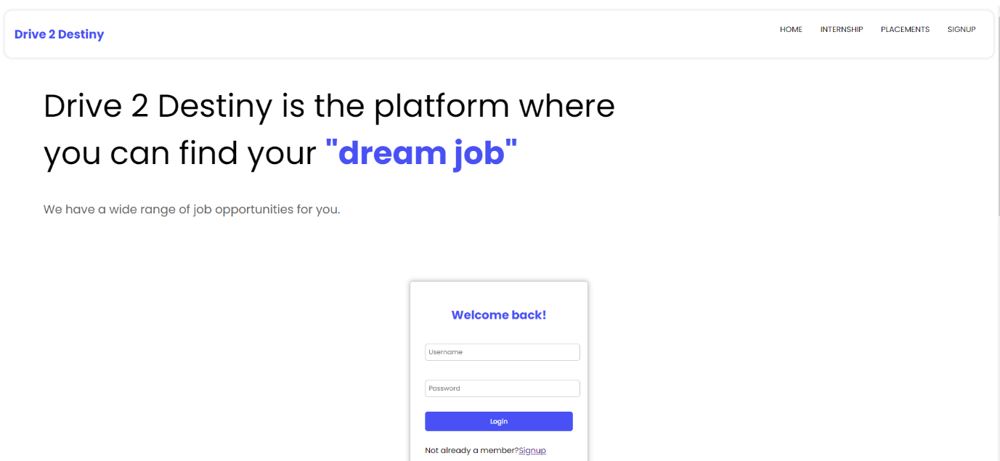 Drive 2 Destiny
HOME INTERNSHIP PLACEMENTS SIGNUP
Drive 2 Destiny is the platform where
you can find your "dream job"
We have a wide range of job opportunities for you.
Welcome back!
Username
Password
Login
Not already a member?Signup